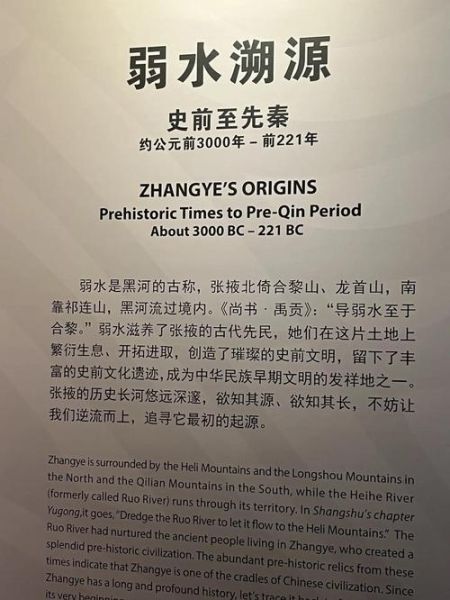 弱水溯源
史前至先秦
约公元前3000年 – 前221年
ZHANGYE'S ORIGINS
Prehistoric Times to Pre-Qin Period
About 3000 BC – 221 BC
弱水是黑河的古称，张掖北倚合黎山、龙首山，南
靠祁连山，黑河流过境内。《尚书·禹贡》：“导弱水至于
合黎。”弱水滋养了张掖的古代先民，她们在这片土地上
繁衍生息、开拓进取，创造了璀璨的史前文明，留下了丰
富的史前文化遗迹，成为中华民族早期文明的发祥地之一。
张掖的历史长河悠远深邃，欲知其源、欲知其长，不妨让
我们逆流而上，追寻它最初的起源。
Zhangye is surrounded by the Heli Mountains and the Longshou Mountains in
the North and the Qilian Mountains in the South, while the Heihe River
(formerly called Ruo River) runs through its territory. In Shangshu's chapter
Yugong,it goes, "Dredge the Ruo River to let it flow to the Heli Mountains." The
Ruo River had nurtured the ancient people living in Zhangye, who created a
splendid pre-historic civilization. The abundant pre-historic relics from these
times indicate that Zhangye is one of the cradles of Chinese civilization. Since
Zhangye has a long and profound history, let's trace it
its very beginning